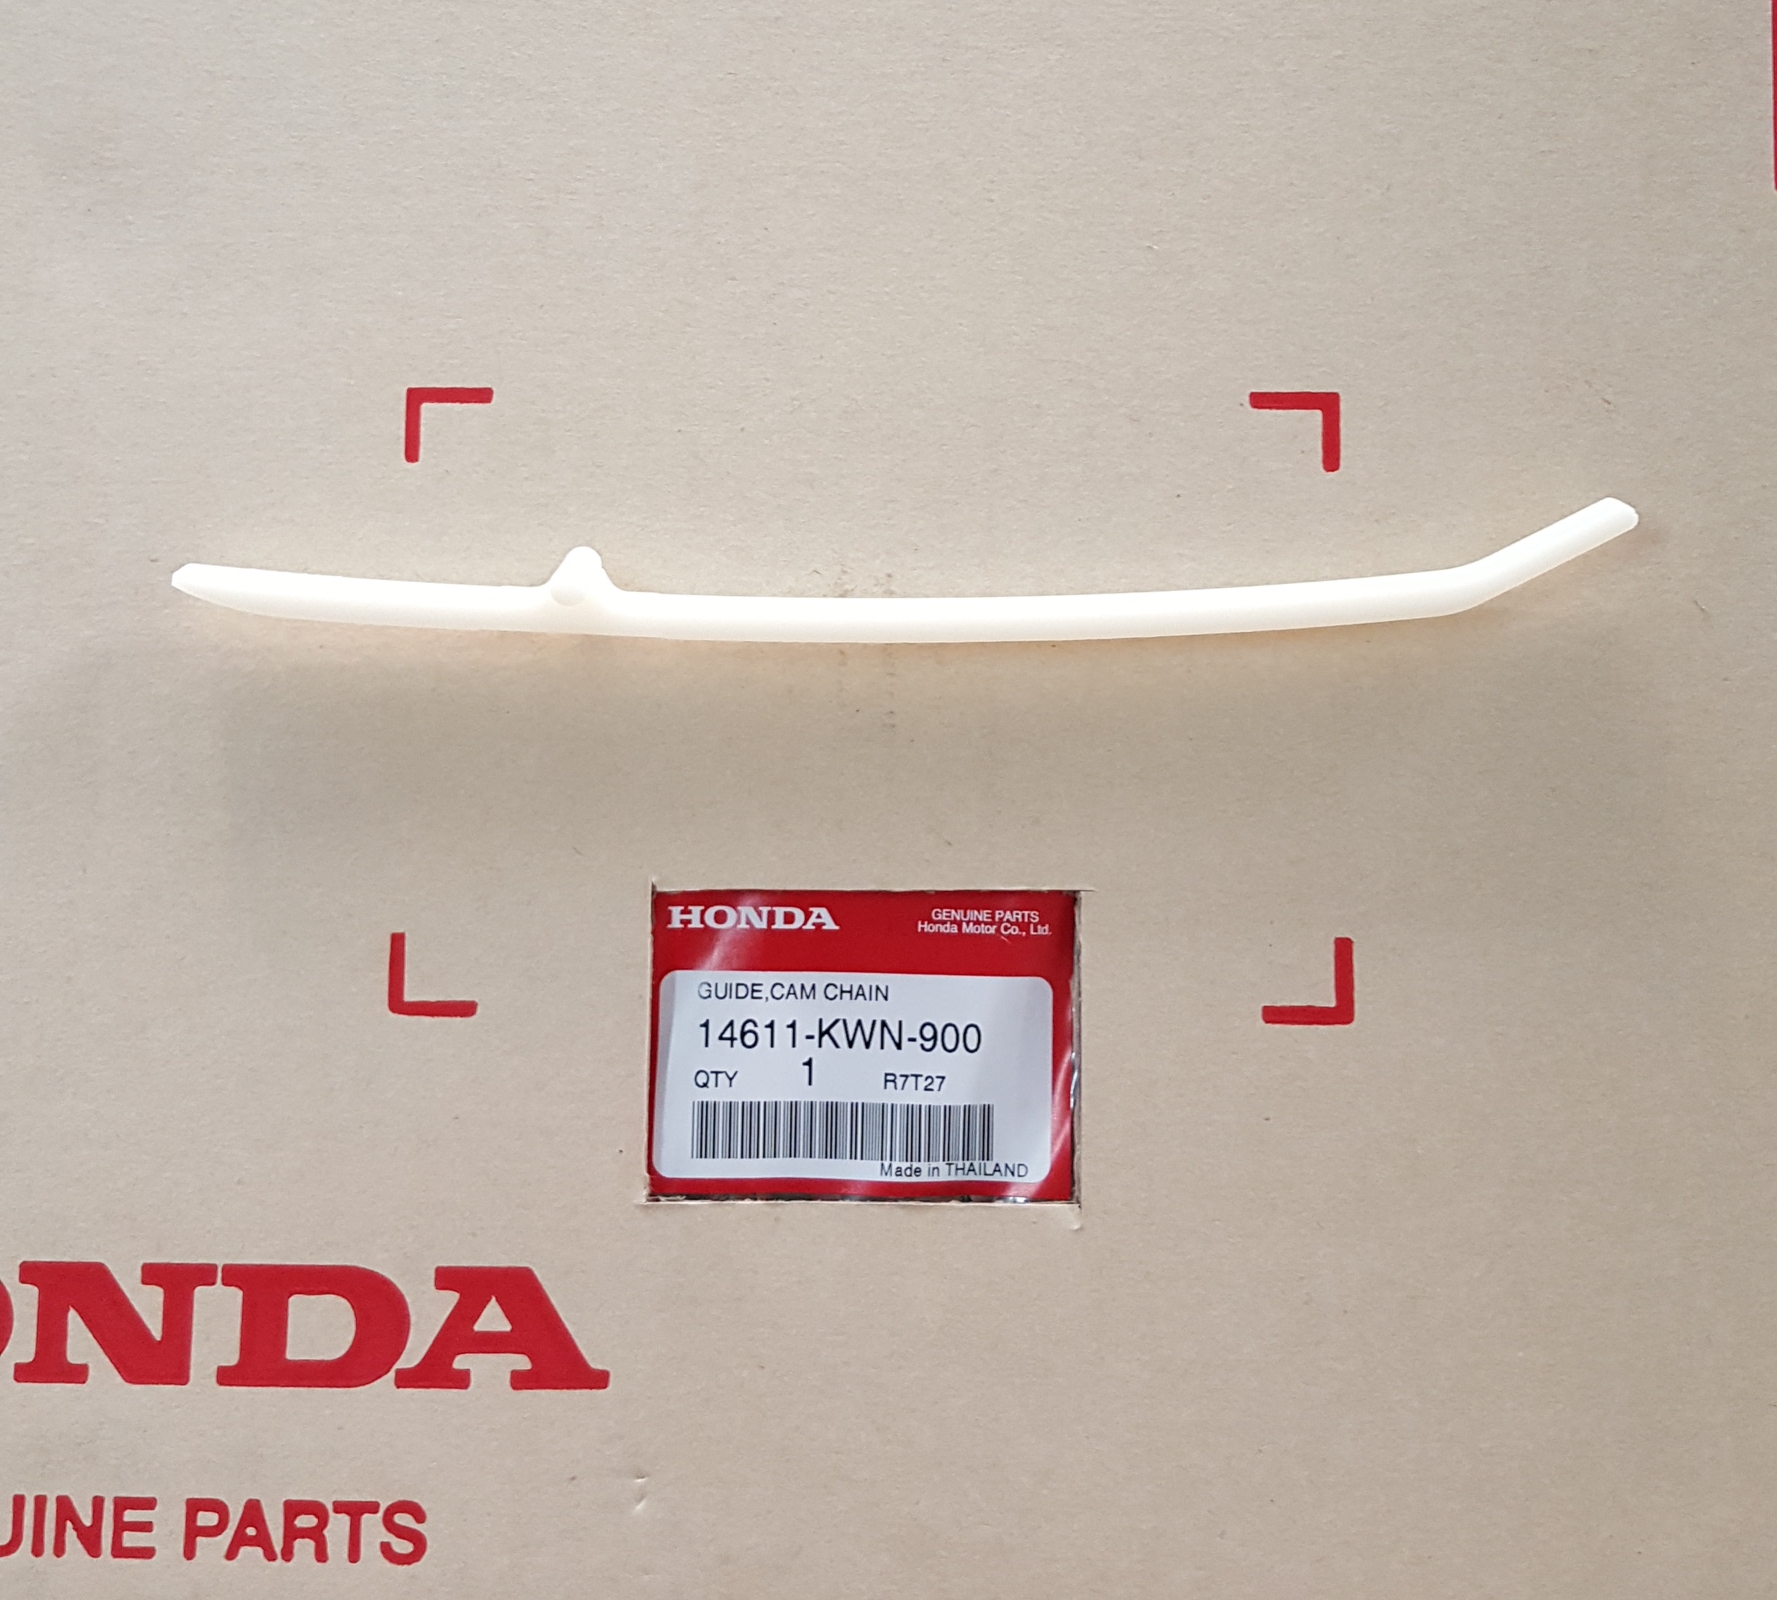 HONDA
GENUINE PARTS
Honda Motor Co., Ltd.
GUIDE,CAM CHAIN
14611-KWN-900
QTY 1 R7T27
Made in THAILAND
ONDA
UINE PARTS